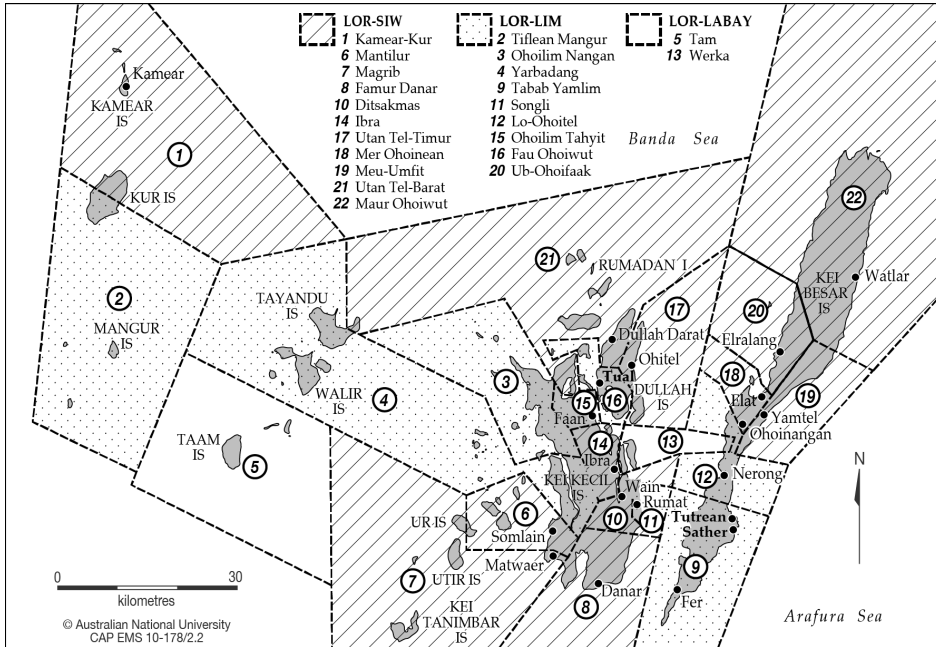 LOR-SIW
1 Kamear-Kur
6 Mantilur
7 Magrib
8 Famur Danar
10 Ditsakmas
14 Ibra
17 Utan Tel-Timur
18 Mer Ohoinean
19 Meu-Umfit
21 Utan Tel-Barat
22 Maur Ohoiwut
LOR-LIM
2 Tiflean Mangur
3 Ohoilim Nangan
4 Yarbadang
9 Tabab Yamlim
11 Songli
12 Lo-Ohoitel
15 Ohoilim Tahyit
16 Fau Ohoiwut
20 Ub-Ohoifaak
LOR-LABAY
5 Tam
13 Werka
Kamear
KAMEAR
IS
1
Banda Sea
KUR IS
22
21
RUMADAN I
KEI
BESAR
IS
Watlar
2
MANGUR
IS
TAYANDU
IS
17
20
Dullah Darat
Elralang
Ohitel
3
Tual
DULLAH
IS
18
19
WALIR
IS
4
15
16
Elat
Faan
Yamtel
Ohoinangan
TAAM
IS
5
14
13
Ibra
N
KEI KECIL
IS
12
Nerong
Wain
Rumat
6
10
11
UR IS
Somlain
Tutrean
Sather
Matwaer
7
UTIR IS
9
0
30
kilometres
Danar
8
Fer
KEI
TANIMBAR
IS
Arafura Sea
© Australian National University
CAP EMS 10-178/2.2